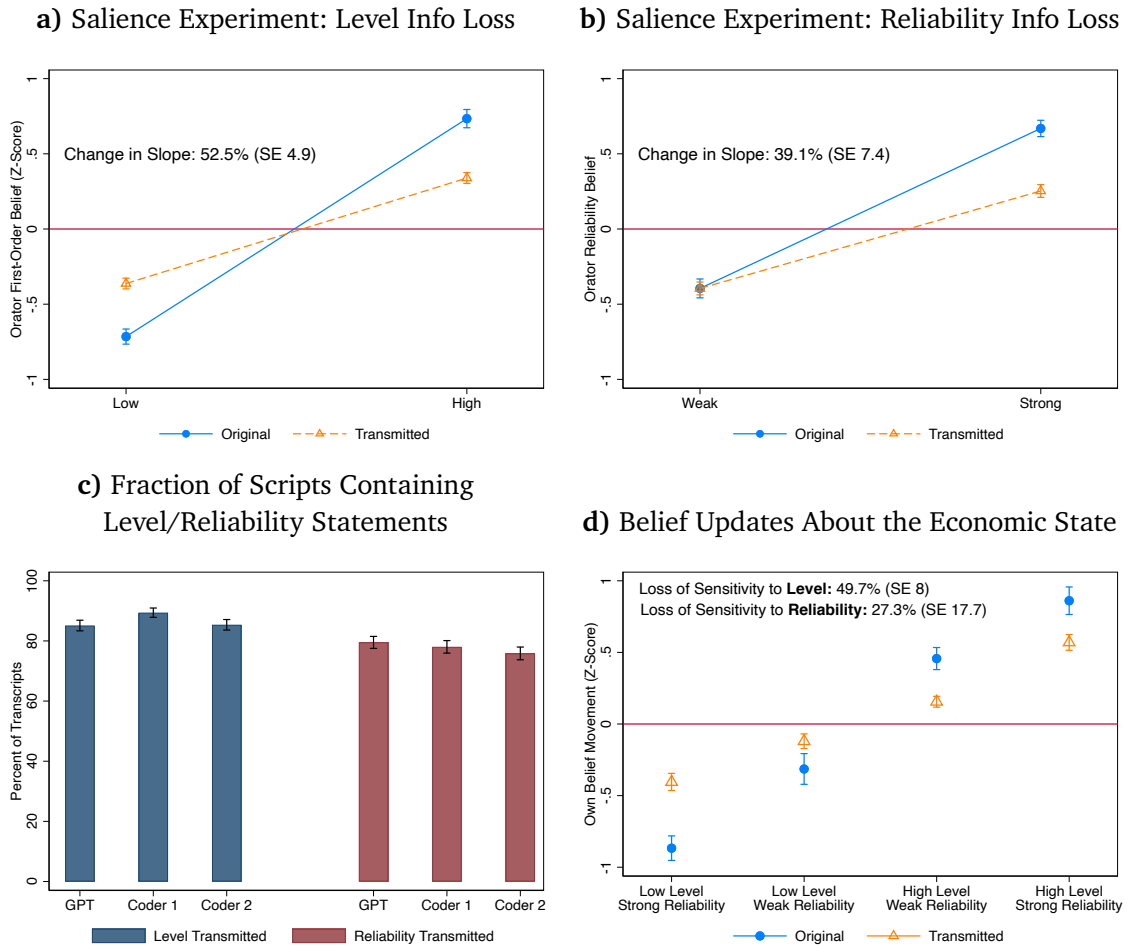 a) Salience Experiment: Level Info Loss
Orator First-Order Belief (Z-Score)
1
.5
0
-.5
-1
Change in Slope: 52.5% (SE 4.9)
Low
High
Original
Transmitted
b) Salience Experiment: Reliability Info Loss
Orator Reliability Belief
1
.5
0
-.5
-1
Change in Slope: 39.1% (SE 7.4)
Weak
Strong
Original
Transmitted
c) Fraction of Scripts Containing
Level/Reliability Statements
Percent of Transcripts
100
80
60
40
20
0
GPT
Coder 1
Coder 2
GPT
Coder 1
Coder 2
Level Transmitted
Reliability Transmitted
d) Belief Updates About the Economic State
Own Belief Movement (Z-Score)
1
.5
0
-.5
-1
Loss of Sensitivity to Level: 49.7% (SE 8)
Loss of Sensitivity to Reliability: 27.3% (SE 17.7)
Low Level
Strong Reliability
Low Level
Weak Reliability
High Level
Weak Reliability
High Level
Strong Reliability
Original
Transmitted